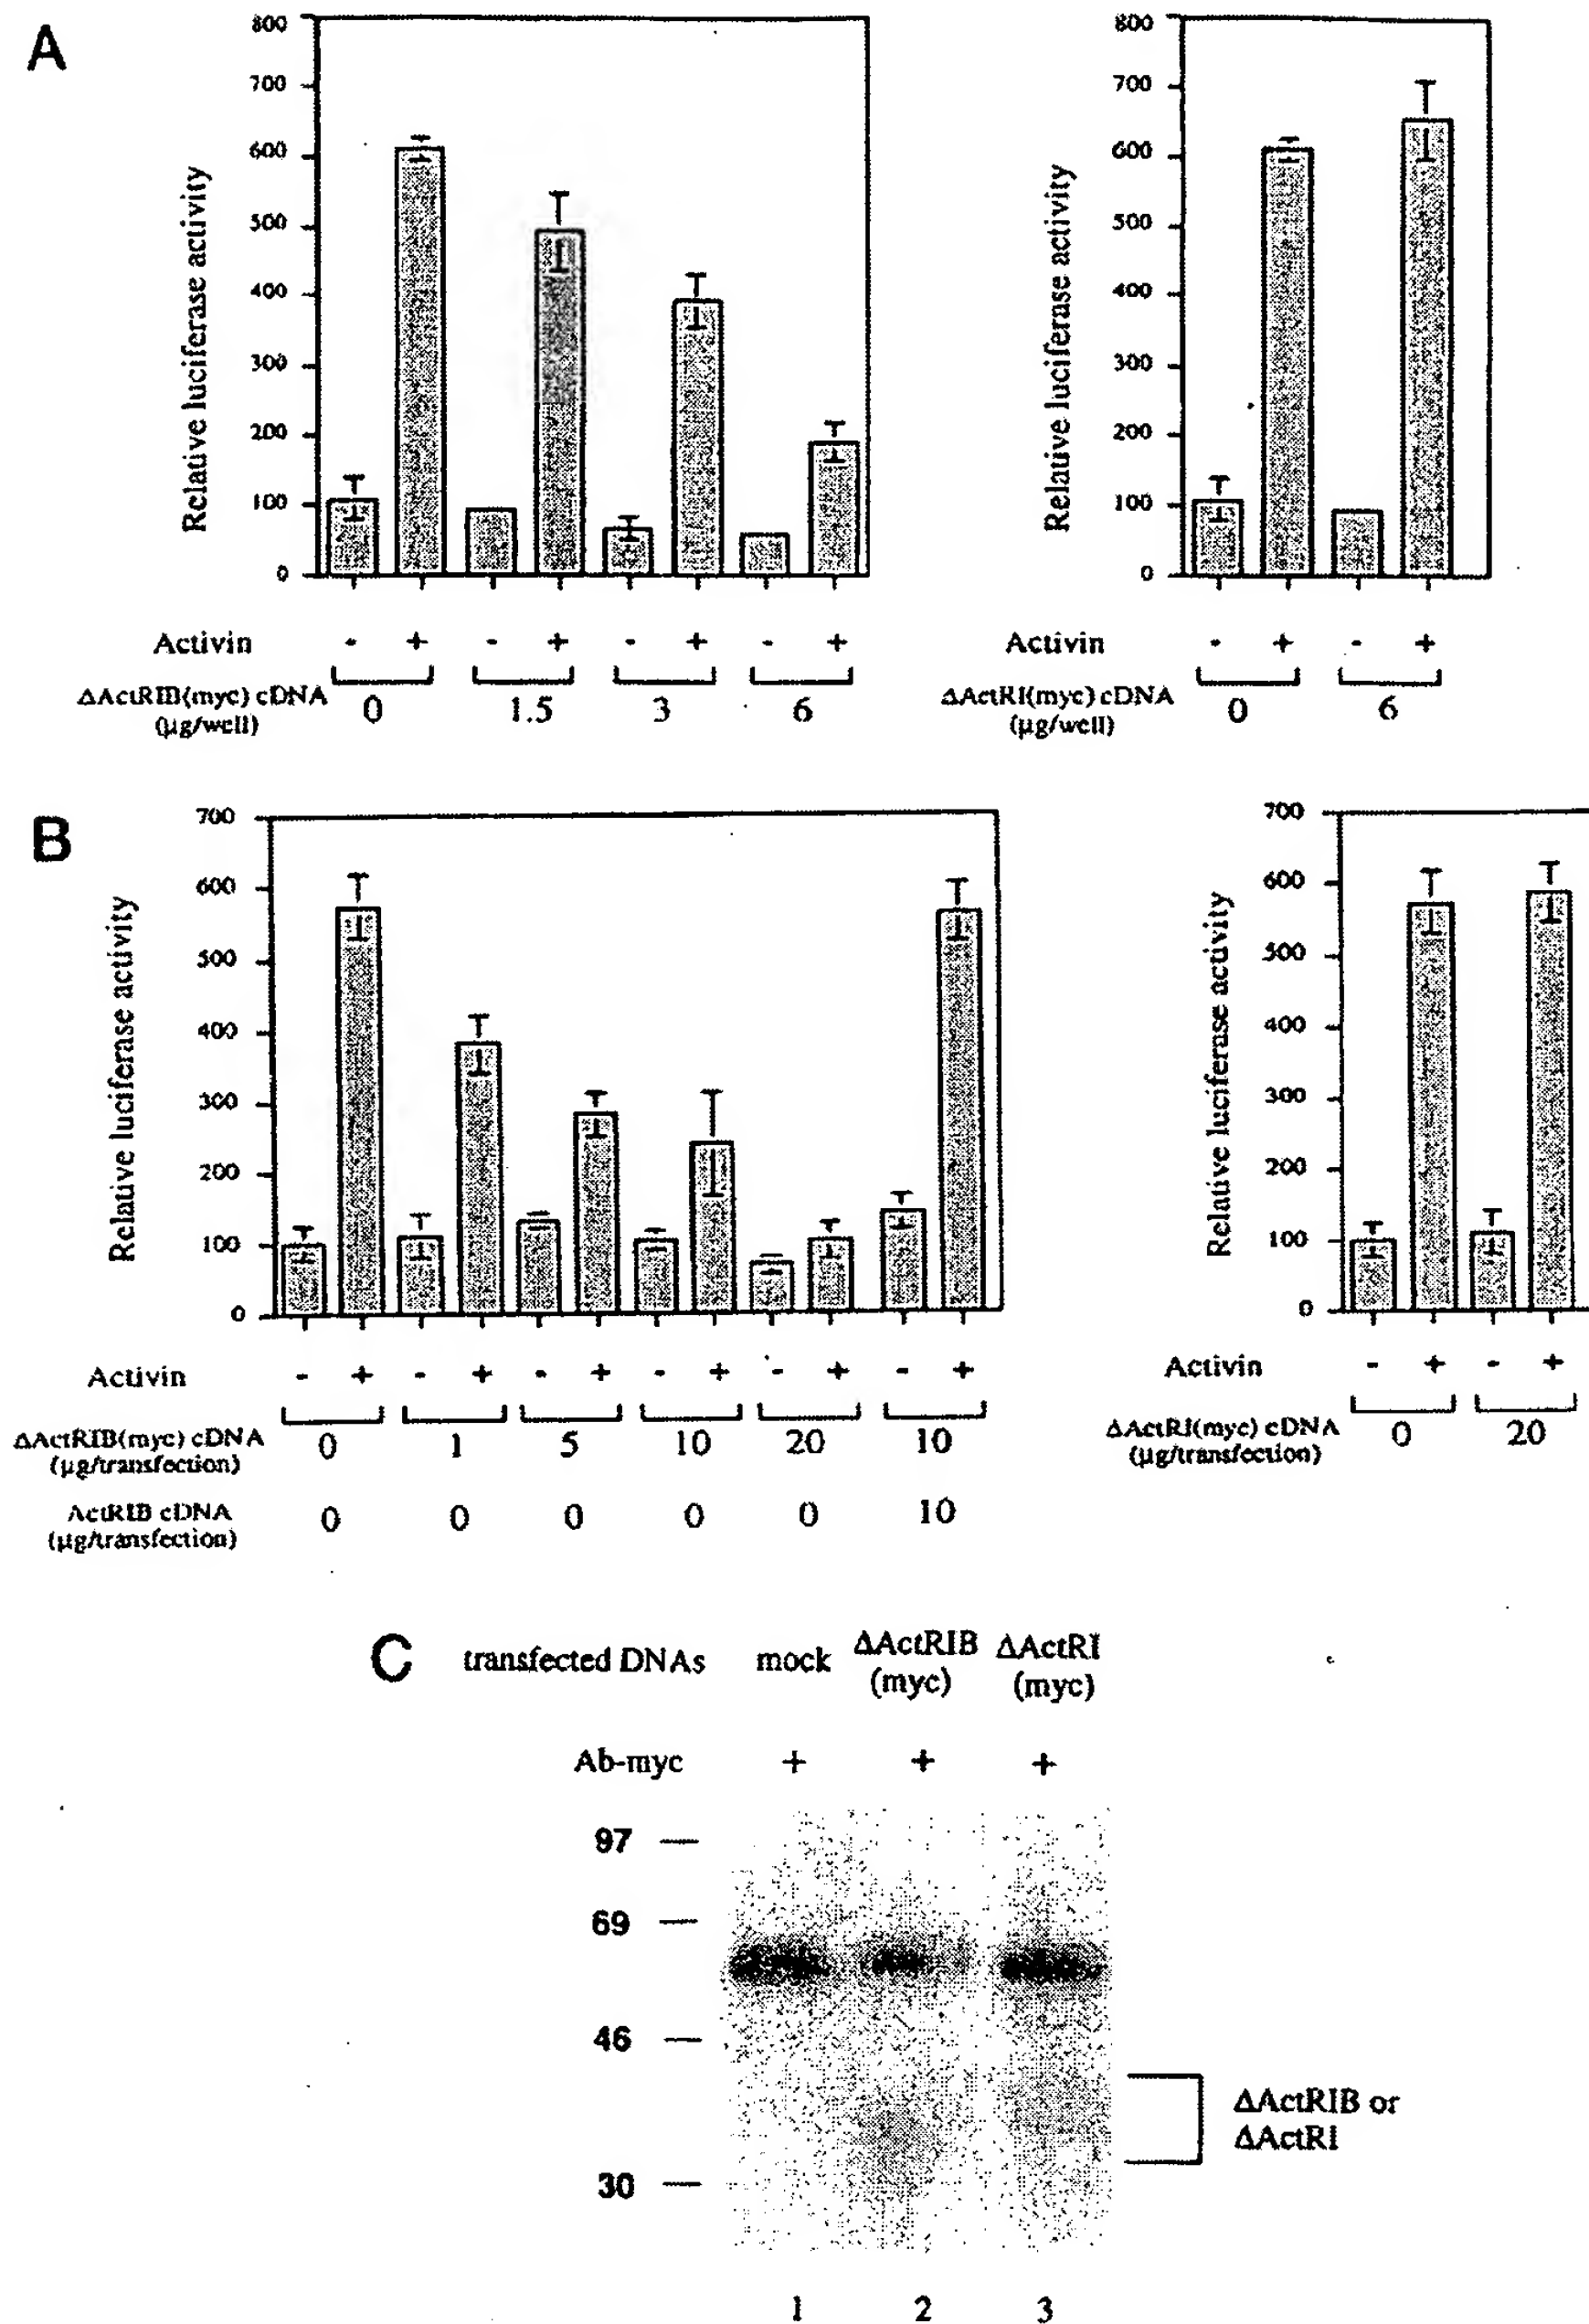 A
800
700
600
500
400
300
200
100
0
Relative luciferase activity
Activin - + - + - + - +
ΔActRIB(myc) cDNA
(µg/well)
0 1.5 3 6
800
700
600
500
400
300
200
100
0
Relative luciferase activity
Activin - + - +
ΔActRI(myc) cDNA
(µg/well)
0 6
B
700
600
500
400
300
200
100
0
Relative luciferase activity
Activin - + - + - + - + - + - +
ΔActRIB(myc) cDNA
(µg/transfection)
0 1 5 10 20 10
ActRIB cDNA
(µg/transfection)
0 0 0 0 0 10
700
600
500
400
300
200
100
0
Relative luciferase activity
Activin - + - +
ΔActRI(myc) cDNA
(µg/transfection)
0 20
C
transfected DNAs mock ΔActRIB ΔActRI
(myc) (myc)
Ab-myc + + +
97
69
46
30
ΔActRIB or
ΔActRI
1 2 3